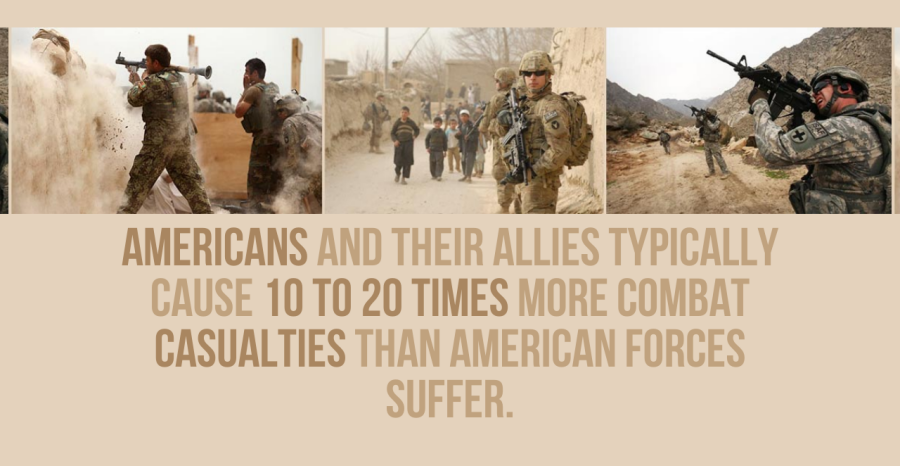 AMERICANS AND THEIR ALLIES TYPICALLY
CAUSE 10 TO 20 TIMES MORE COMBAT
CASUALTIES THAN AMERICAN FORCES
SUFFER.